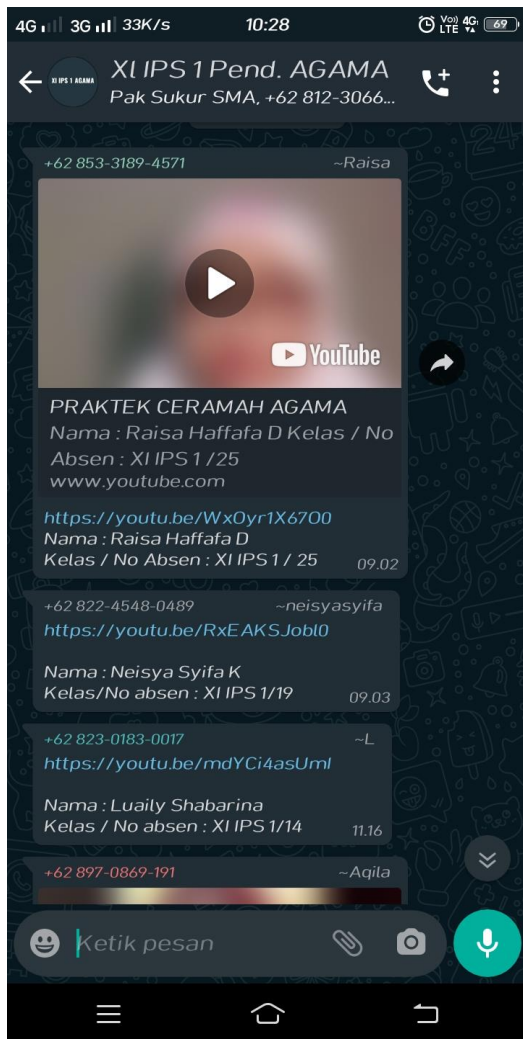 4G 3G 33K/s 10:28 Voi) LTE 4G 69
XI IPS 1 AGAMA
XI IPS 1 Pend. AGAMA
Pak Sukur SMA, +62 812-3066...
+62 853-3189-4571 ~Raisa
YouTube
PRAKTEK CERAMAH AGAMA
Nama : Raisa Haffafa D Kelas / No
Absen : XI IPS 1 /25
www.youtube.com
https://youtu.be/WxOyr1X67O0
Nama : Raisa Haffafa D
Kelas / No Absen : XI IPS 1 / 25 09.02
+62 822-4548-0489 ~neisyasyifa
https://youtu.be/RxEAKSJobl0
Nama : Neisya Syifa K
Kelas/No absen : XI IPS 1/19 09.03
+62 823-0183-0017 ~L
https://youtu.be/mdYCi4asUmI
Nama : Luaily Shabarina
Kelas / No absen : XI IPS 1/14 11.16
+62 897-0869-191 ~Aqila
Ketik pesan